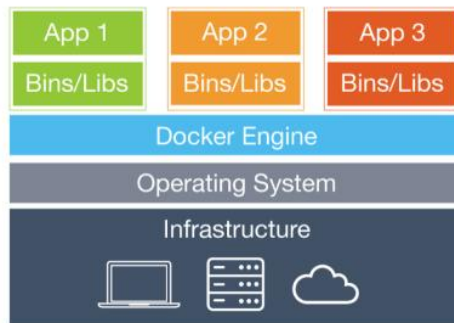 App 1
App 2
App 3
Bins/Libs
Bins/Libs
Bins/Libs
Docker Engine
Operating System
Infrastructure